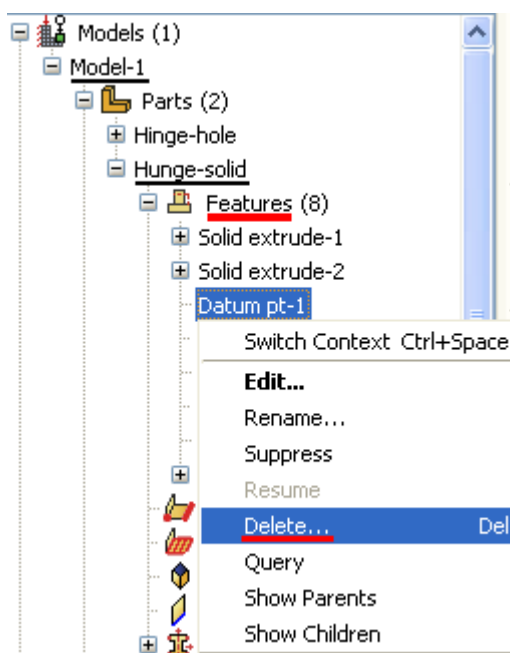 Models (1)
Model-1
Parts (2)
Hinge-hole
Hunge-solid
Features (8)
Solid extrude-1
Solid extrude-2
Datum pt-1
Switch Context Ctrl+Space
Edit...
Rename...
Suppress
Resume
Delete... Del
Query
Show Parents
Show Children